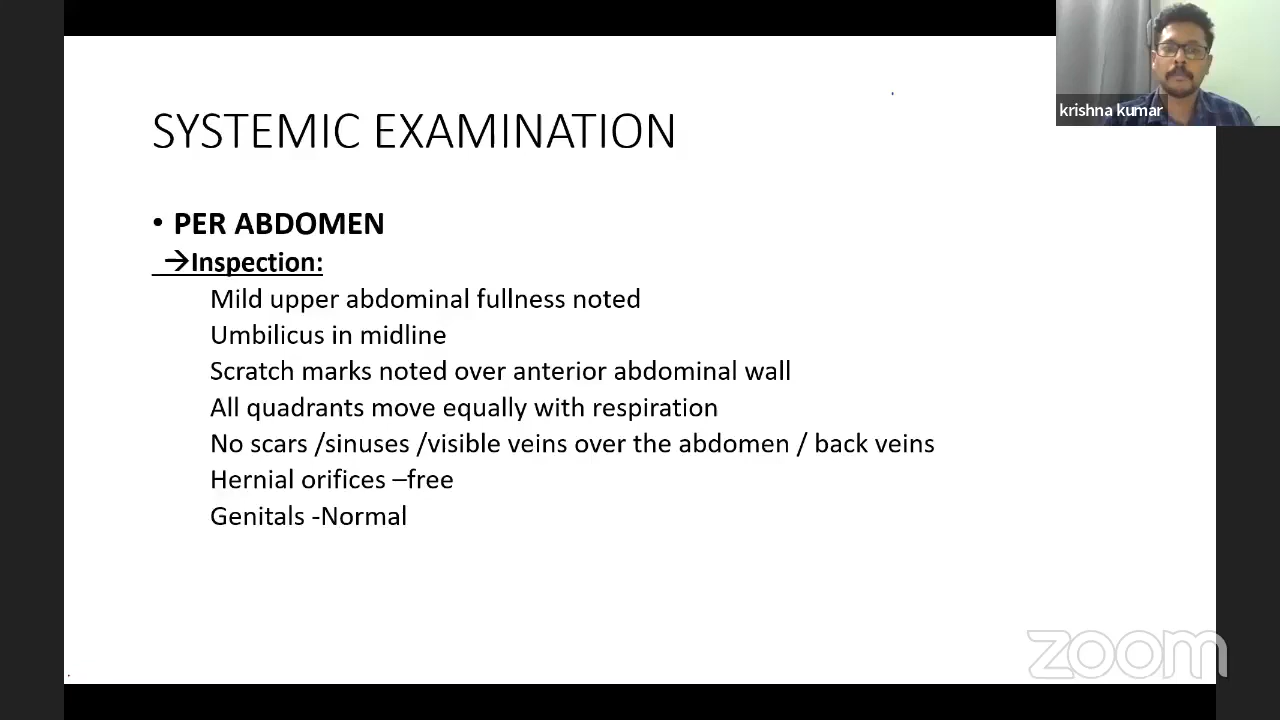 krishna kumar
SYSTEMIC EXAMINATION
• PER ABDOMEN
→Inspection:
Mild upper abdominal fullness noted
Umbilicus in midline
Scratch marks noted over anterior abdominal wall
All quadrants move equally with respiration
No scars /sinuses /visible veins over the abdomen / back veins
Hernial orifices –free
Genitals -Normal
zoom